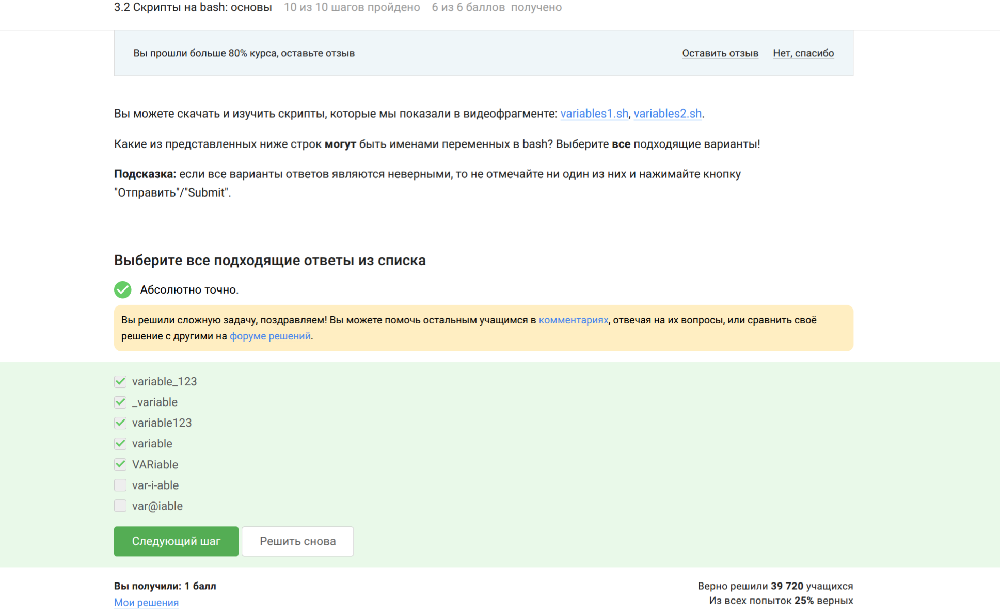 3.2 Скрипты на bash: основы 10 из 10 шагов пройдено 6 из 6 баллов получено
Вы прошли больше 80% курса, оставьте отзыв Оставить отзыв Нет, спасибо
Вы можете скачать и изучить скрипты, которые мы показали в видеофрагменте: variables1.sh, variables2.sh.
Какие из представленных ниже строк могут быть именами переменных в bash? Выберите все подходящие варианты!
Подсказка: если все варианты ответов являются неверными, то не отмечайте ни один из них и нажимайте кнопку
"Отправить"/"Submit".
Выберите все подходящие ответы из списка
Абсолютно точно.
Вы решили сложную задачу, поздравляем! Вы можете помочь остальным учащимся в комментариях, отвечая на их вопросы, или сравнить своё
решение с другими на форуме решений.
variable_123
_variable
variable123
variable
VARiable
var-i-able
var@iable
Следующий шаг Решить снова
Вы получили: 1 балл
Мои решения
Верно решили 39 720 учащихся
Из всех попыток 25% верных